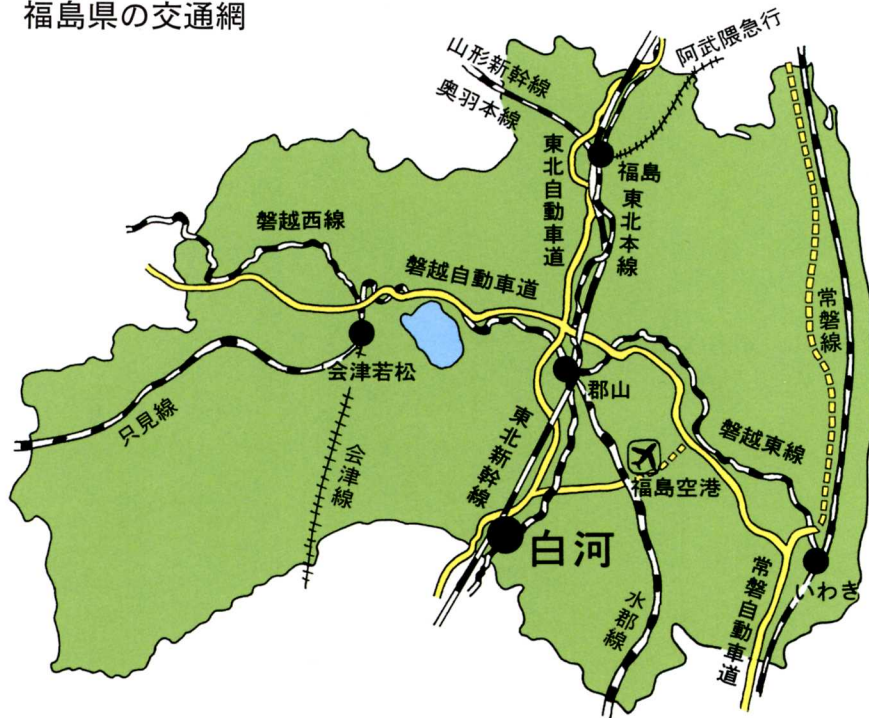 福島県の交通網
山形新幹線
奥羽本線
阿武隈急行
東北自動車道
福島
東北本線
磐越西線
磐越自動車道
常磐線
会津若松
只見線
会津線
郡山
東北新幹線
磐越東線
福島空港
白河
水郡線
常磐自動車道
いわき